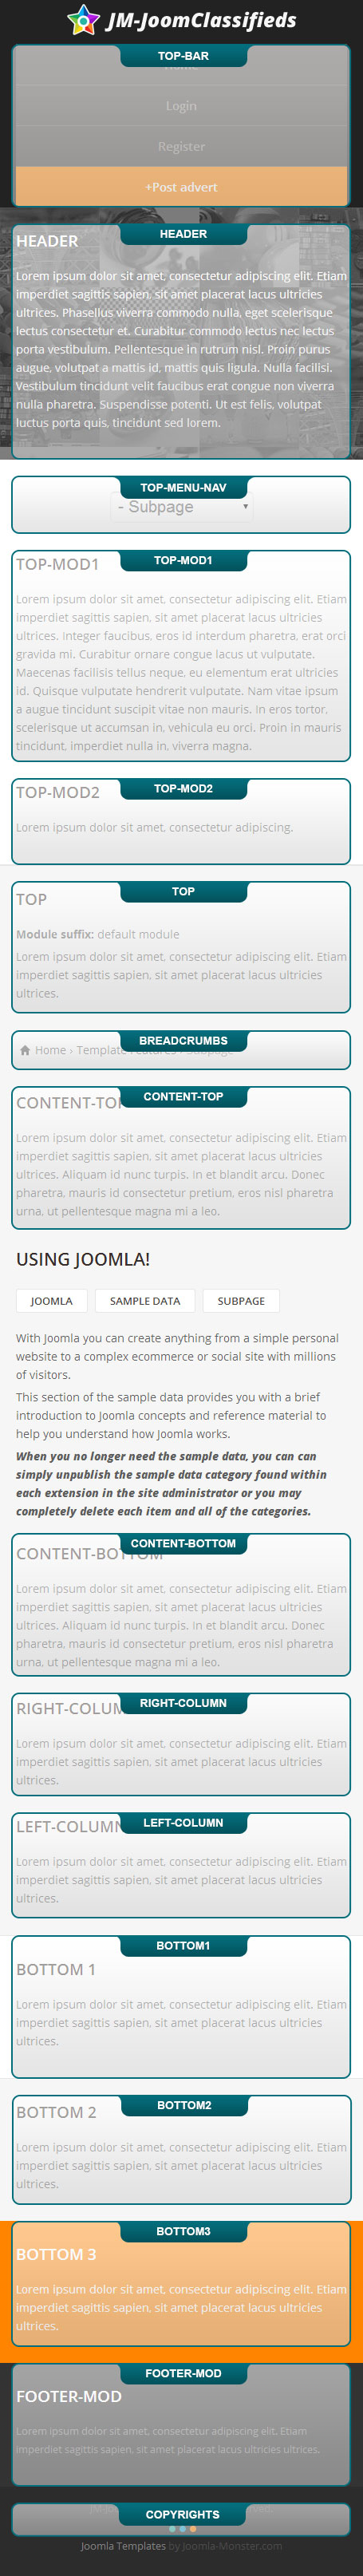 JM-JoomClassifieds
TOP-BAR
Login
Register
+Post advert
HEADER
HEADER
Lorem ipsum dolor sit amet, consectetur adipiscing elit. Etiam
imperdiet sagittis sapien, sit amet placerat lacus ultricies
ultrices. Phasellus viverra commodo nulla, eget scelerisque
lectus consectetur et. Curabitur commodo lectus nec lectus
porta vestibulum. Pellentesque in rutrum nisl. Proin purus
augue, volutpat a mattis id, mattis quis ligula. Nulla facilisi.
Vestibulum tincidunt velit faucibus erat congue non viverra
nulla pharetra. Suspendisse potenti. Ut est felis, volutpat
luctus porta quis, tincidunt sed lorem.
TOP-MENU-NAV
- Subpage
TOP-MOD1
TOP-MOD1
Lorem ipsum dolor sit amet, consectetur adipiscing elit. Etiam
imperdiet sagittis sapien, sit amet placerat lacus ultricies
ultrices. Integer faucibus, eros id interdum pharetra, erat orci
gravida mi. Curabitur ornare congue lacus ut vulputate.
Maecenas facilisis tellus neque, eu elementum erat ultricies
id. Quisque vulputate hendrerit vulputate. Nam vitae ipsum
a augue tincidunt suscipit vitae non mauris. In eros tortor,
scelerisque ut accumsan in, vehicula eu orci. Proin in mauris
tincidunt, imperdiet nulla in, viverra magna.
TOP-MOD2
TOP-MOD2
Lorem ipsum dolor sit amet, consectetur adipiscing.
TOP
TOP
Module suffix: default module
Lorem ipsum dolor sit amet, consectetur adipiscing elit. Etiam
imperdiet sagittis sapien, sit amet placerat lacus ultricies
ultrices.
BREADCRUMBS
Home › Template Features › Subpage
CONTENT-TOP
CONTENT-TOP
Lorem ipsum dolor sit amet, consectetur adipiscing elit. Etiam
imperdiet sagittis sapien, sit amet placerat lacus ultricies
ultrices. Aliquam id nunc turpis. In et blandit arcu. Donec
pharetra, mauris id consectetur pretium, eros nisl pharetra
urna, ut pellentesque magna mi a leo.
USING JOOMLA!
JOOMLA SAMPLE DATA SUBPAGE
With Joomla you can create anything from a simple personal
website to a complex ecommerce or social site with millions
of visitors.
This section of the sample data provides you with a brief
introduction to Joomla concepts and reference material to
help you understand how Joomla works.
When you no longer need the sample data, you can can
simply unpublish the sample data category found within
each extension in the site administrator or you may
completely delete each item and all of the categories.
CONTENT-BOTTOM
CONTENT-BOTTOM
Lorem ipsum dolor sit amet, consectetur adipiscing elit. Etiam
imperdiet sagittis sapien, sit amet placerat lacus ultricies
ultrices. Aliquam id nunc turpis. In et blandit arcu. Donec
pharetra, mauris id consectetur pretium, eros nisl pharetra
urna, ut pellentesque magna mi a leo.
RIGHT-COLUMN
RIGHT-COLUMN
Lorem ipsum dolor sit amet, consectetur adipiscing elit. Etiam
imperdiet sagittis sapien, sit amet placerat lacus ultricies
ultrices.
LEFT-COLUMN
LEFT-COLUMN
Lorem ipsum dolor sit amet, consectetur adipiscing elit. Etiam
imperdiet sagittis sapien, sit amet placerat lacus ultricies
ultrices.
BOTTOM1
BOTTOM 1
Lorem ipsum dolor sit amet, consectetur adipiscing elit. Etiam
imperdiet sagittis sapien, sit amet placerat lacus ultricies
ultrices.
BOTTOM2
BOTTOM 2
Lorem ipsum dolor sit amet, consectetur adipiscing elit. Etiam
imperdiet sagittis sapien, sit amet placerat lacus ultricies
ultrices.
BOTTOM3
BOTTOM 3
Lorem ipsum dolor sit amet, consectetur adipiscing elit. Etiam
imperdiet sagittis sapien, sit amet placerat lacus ultricies
ultrices.
FOOTER-MOD
FOOTER-MOD
Lorem ipsum dolor sit amet, consectetur adipiscing elit. Etiam
imperdiet sagittis sapien, sit amet placerat lacus ultricies ultrices.
COPYRIGHTS
Joomla Templates by Joomla-Monster.com